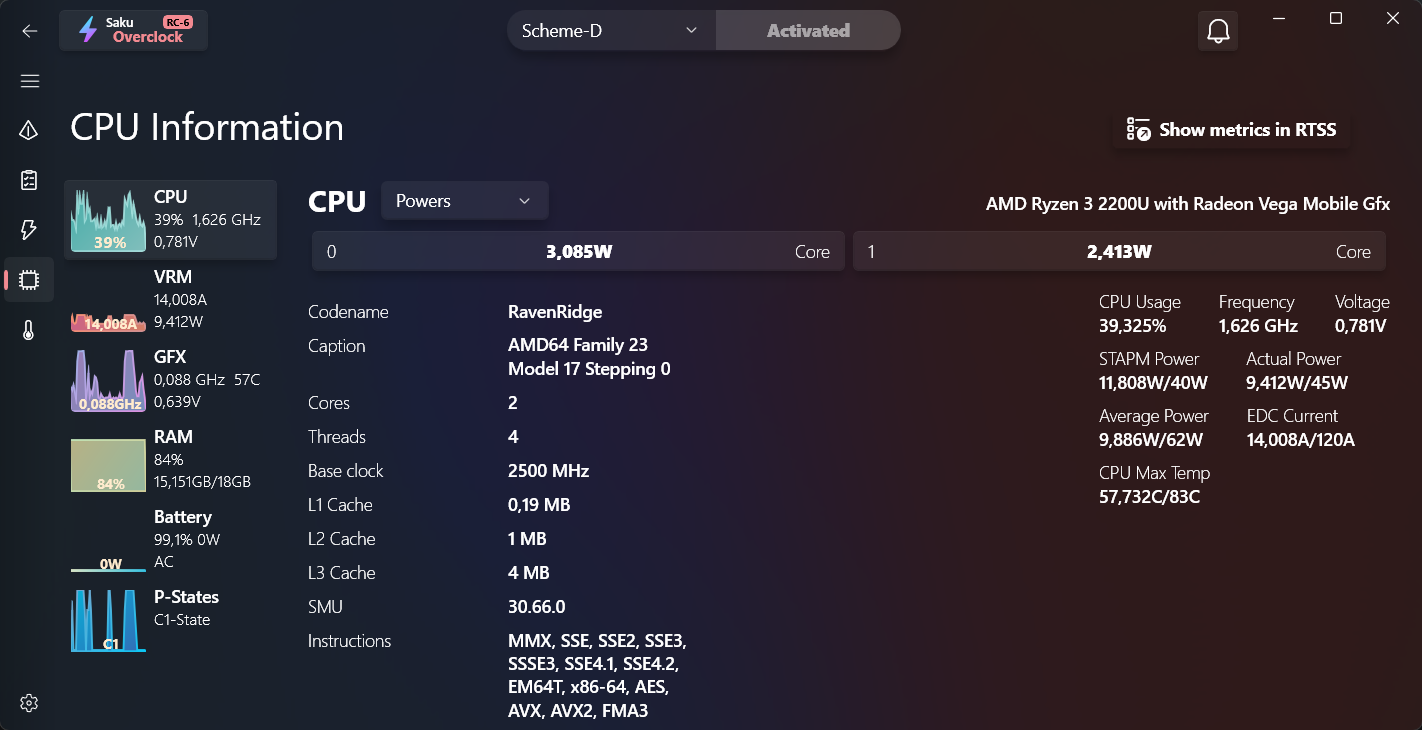 Saku
RC-6
Overclock
Scheme-D
Activated
CPU Information
Show metrics in RTSS
CPU
39% 1,626 GHz
0,781V
39%
VRM
14,008A
9,412W
14,008A
GFX
0,088 GHz 57C
0,639V
0,088GHz
RAM
84%
15,151GB/18GB
84%
Battery
99,1% 0W
AC
0W
P-States
C1-State
C1
CPU
Powers
AMD Ryzen 3 2200U with Radeon Vega Mobile Gfx
0 3,085W Core
1 2,413W Core
Codename RavenRidge
Caption AMD64 Family 23
Model 17 Stepping 0
Cores 2
Threads 4
Base clock 2500 MHz
L1 Cache 0,19 MB
L2 Cache 1 MB
L3 Cache 4 MB
SMU 30.66.0
Instructions MMX, SSE, SSE2, SSE3,
SSSE3, SSE4.1, SSE4.2,
EM64T, x86-64, AES,
AVX, AVX2, FMA3
CPU Usage Frequency Voltage
39,325% 1,626 GHz 0,781V
STAPM Power Actual Power
11,808W/40W 9,412W/45W
Average Power EDC Current
9,886W/62W 14,008A/120A
CPU Max Temp
57,732C/83C